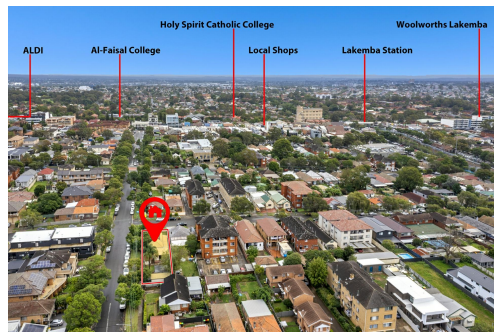 Holy Spirit Catholic College
Woolworths Lakemba
ALDI
Al-Faisal College
Local Shops
Lakemba Station